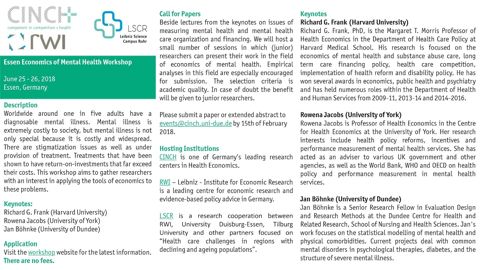 CINCH
competence in competition + health
RWI
LSCR
Leibniz Science
Campus Ruhr
Essen Economics of Mental Health Workshop
June 25 - 26, 2018
Essen, Germany
Description
Worldwide around one in five adults have a
diagnosable mental illness. Mental illness is
extremely costly to society, but mental illness is not
only special because it is costly and widespread.
There are stigmatization issues as well as under
provision of treatment. Treatments that have been
shown to have return-on-investments that far exceed
their costs. This workshop aims to gather researchers
with an interest in applying the tools of economics to
these problems.
Keynotes:
Richard G. Frank (Harvard University)
Rowena Jacobs (University of York)
Jan Böhnke (University of Dundee)
Application
Visit the workshop website for the latest information.
There are no fees.
Call for Papers
Beside lectures from the keynotes on issues of
measuring mental health and mental health
care organization and financing. We will host a
small number of sessions in which (junior)
researchers can present their work in the field
of economics of mental health. Empirical
analyses in this field are especially encouraged
for submission. The selection criteria is
academic quality. In case of doubt the benefit
will be given to junior researchers.
Please submit a paper or extended abstract to
events@cinch.uni-due.de by 15th of February
2018.
Hosting Institutions
CINCH is one of Germany's leading research
centers in Health Economics.
RWI – Leibniz - Institute for Economic Research
is a leading centre for economic research and
evidence-based policy advice in Germany.
LSCR is a research cooperation between
RWI, University Duisburg-Essen, Tilburg
University and other partners focused on
"Health care challenges in regions with
declining and ageing populations".
Keynotes
Richard G. Frank (Harvard University)
Richard G. Frank, PhD, is the Margaret T. Morris Professor of
Health Economics in the Department of Health Care Policy at
Harvard Medical School. His research is focused on the
economics of mental health and substance abuse care, long
term care financing policy, health care competition,
implementation of health reform and disability policy. He has
won several awards in economics, public health and psychiatry
and has held numerous roles within the Department of Health
and Human Services from 2009-11, 2013-14 and 2014-2016.
Rowena Jacobs (University of York)
Rowena Jacobs is Professor of Health Economics in the Centre
for Health Economics at the University of York. Her research
interests include health policy reforms, incentives and
performance measurement of mental health services. She has
acted as an adviser to various UK government and other
agencies, as well as the World Bank, WHO and OECD on health
policy and performance measurement in mental health
services.
Jan Böhnke (University of Dundee)
Jan Böhnke is a Senior Research Fellow in Evaluation Design
and Research Methods at the Dundee Centre for Health and
Related Research, School of Nursing and Health Sciences. Jan's
work focuses on the statistical modelling of mental health and
physical comorbidities. Current projects deal with common
mental disorders in psychological therapies, diabetes, and the
structure of severe mental illness.